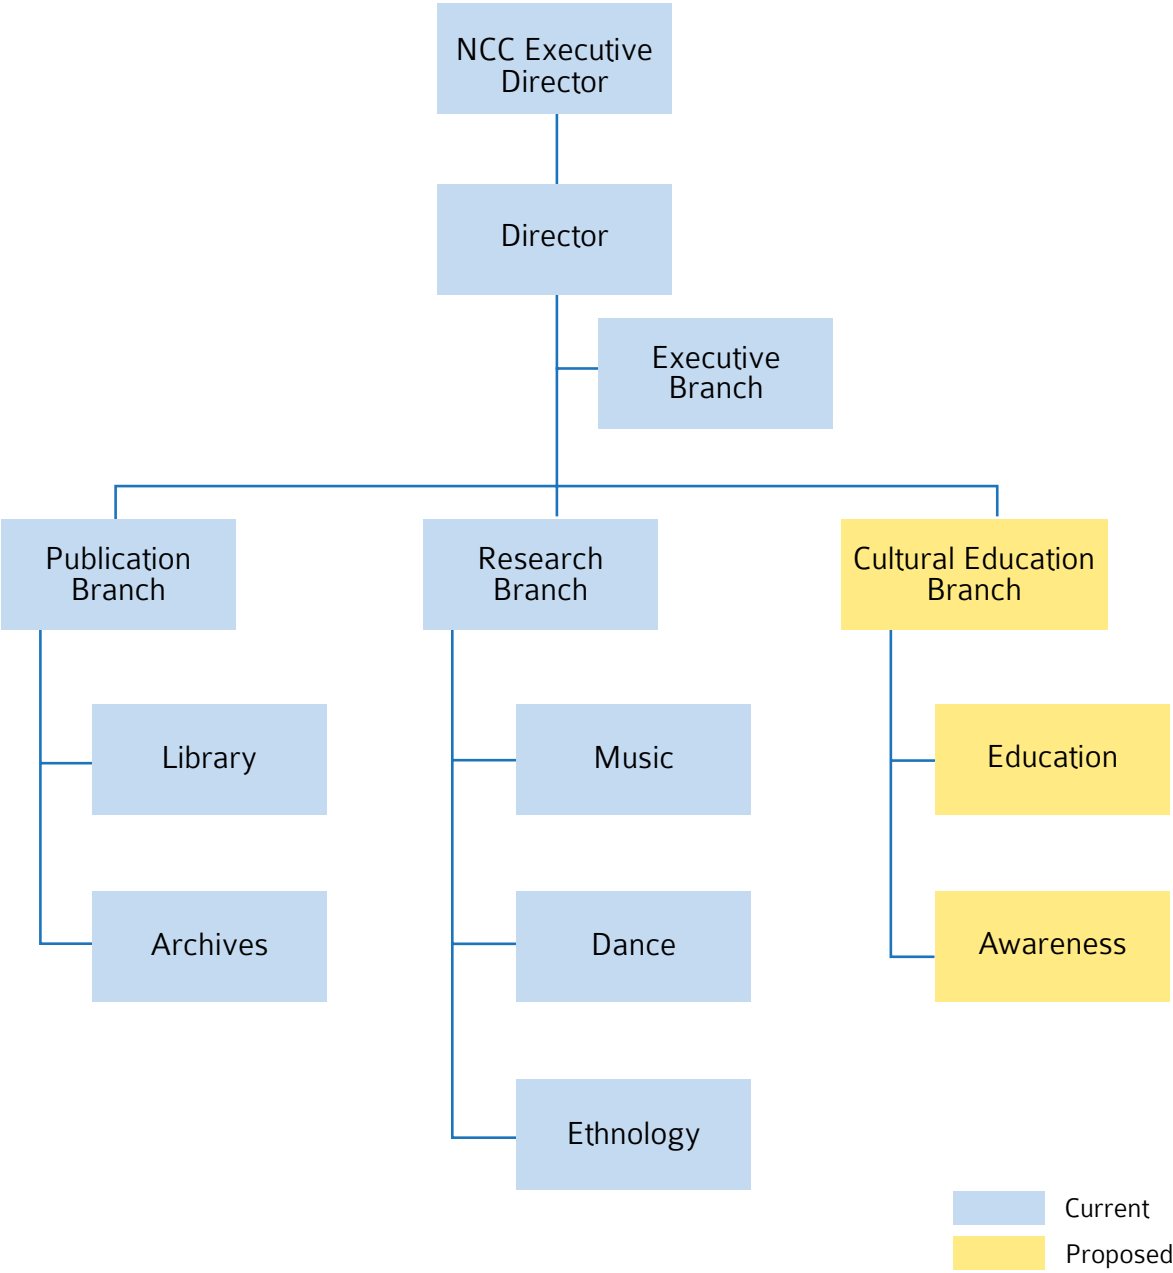 NCC Executive
Director
Director
Executive
Branch
Publication
Branch
Research
Branch
Cultural Education
Branch
Library
Music
Education
Archives
Dance
Awareness
Ethnology
Current
Proposed